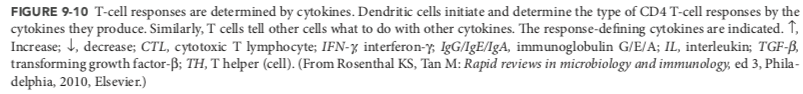 FIGURE 9-10 T-cell responses are determined by cytokines. Dendritic cells initiate and determine the type of CD4 T-cell responses by the
cytokines they produce. Similarly, T cells tell other cells what to do with other cytokines. The response-defining cytokines are indicated. ↑,
Increase; ↓, decrease; CTL, cytotoxic T lymphocyte; IFN-γ, interferon-γ; IgG/IgE/IgA, immunoglobulin G/E/A; IL, interleukin; TGF-β,
transforming growth factor-β; TH, T helper (cell). (From Rosenthal KS, Tan M: Rapid reviews in microbiology and immunology, ed 3, Phila-
delphia, 2010, Elsevier.)